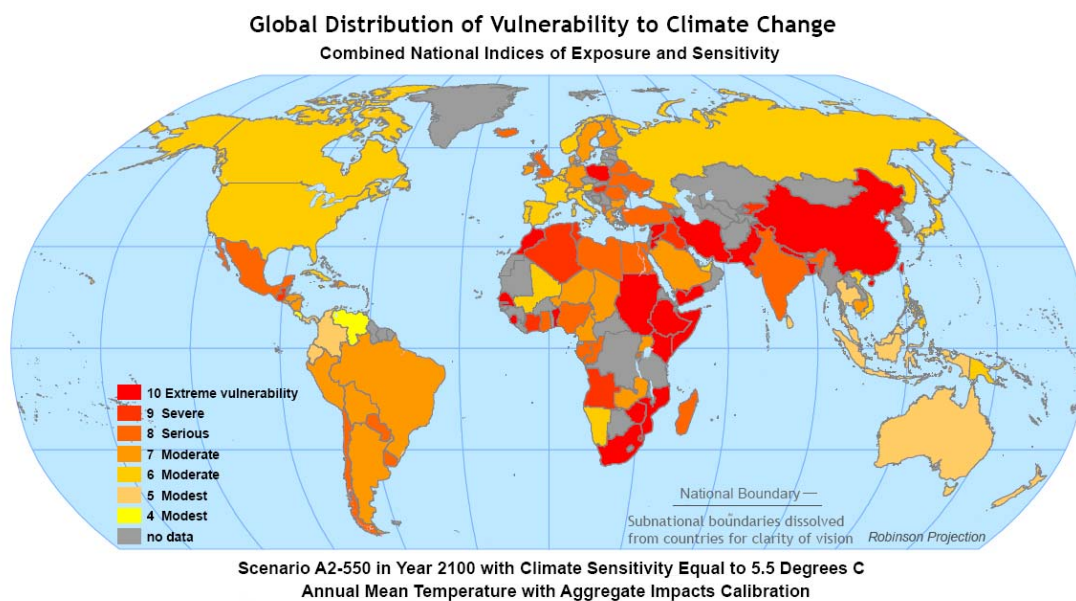 Global Distribution of Vulnerability to Climate Change
Combined National Indices of Exposure and Sensitivity
10 Extreme vulnerability
9 Severe
8 Serious
7 Moderate
6 Moderate
5 Modest
4 Modest
no data
National Boundary —
Subnational boundaries dissolved
from countries for clarity of vision
Robinson Projection
Scenario A2-550 in Year 2100 with Climate Sensitivity Equal to 5.5 Degrees C
Annual Mean Temperature with Aggregate Impacts Calibration